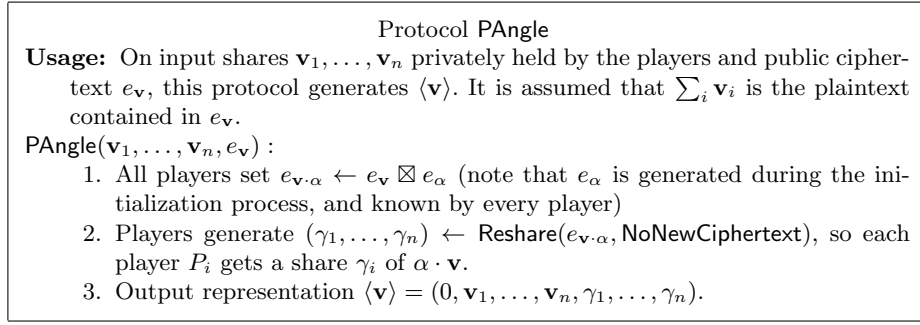 Protocol PAngle
Usage: On input shares v₁, . . . , vₙ privately held by the players and public cipher-
text eᵥ, this protocol generates ⟨v⟩. It is assumed that ∑ᵢ vᵢ is the plaintext
contained in eᵥ.
PAngle(v₁, . . . , vₙ, eᵥ) :
1. All players set e_{v·α} ← eᵥ ⊠ e_α (note that e_α is generated during the ini-
tialization process, and known by every player)
2. Players generate (γ₁, . . . , γₙ) ← Reshare(e_{v·α}, NoNewCiphertext), so each
player Pᵢ gets a share γᵢ of α · v.
3. Output representation ⟨v⟩ = (0, v₁, . . . , vₙ, γ₁, . . . , γₙ).